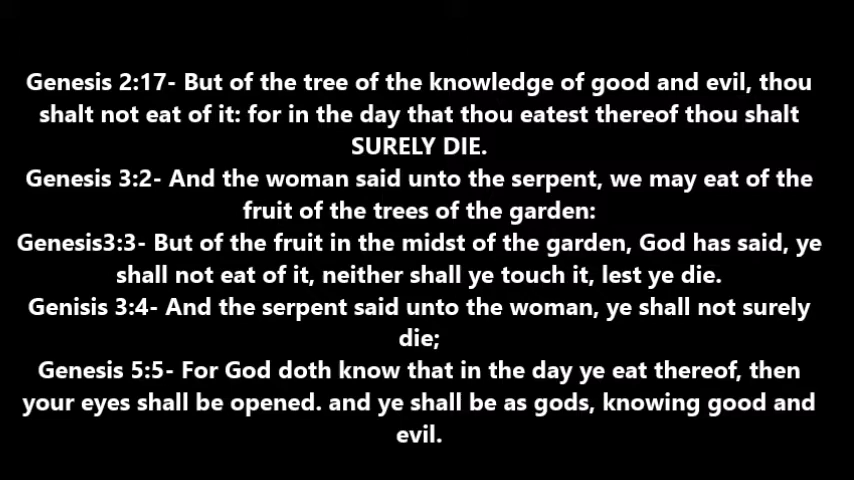 Genesis 2:17- But of the tree of the knowledge of good and evil, thou
shalt not eat of it: for in the day that thou eatest thereof thou shalt
SURELY DIE.
Genesis 3:2- And the woman said unto the serpent, we may eat of the
fruit of the trees of the garden:
Genesis3:3- But of the fruit in the midst of the garden, God has said, ye
shall not eat of it, neither shall ye touch it, lest ye die.
Genisis 3:4- And the serpent said unto the woman, ye shall not surely
die;
Genesis 5:5- For God doth know that in the day ye eat thereof, then
your eyes shall be opened. and ye shall be as gods, knowing good and
evil.